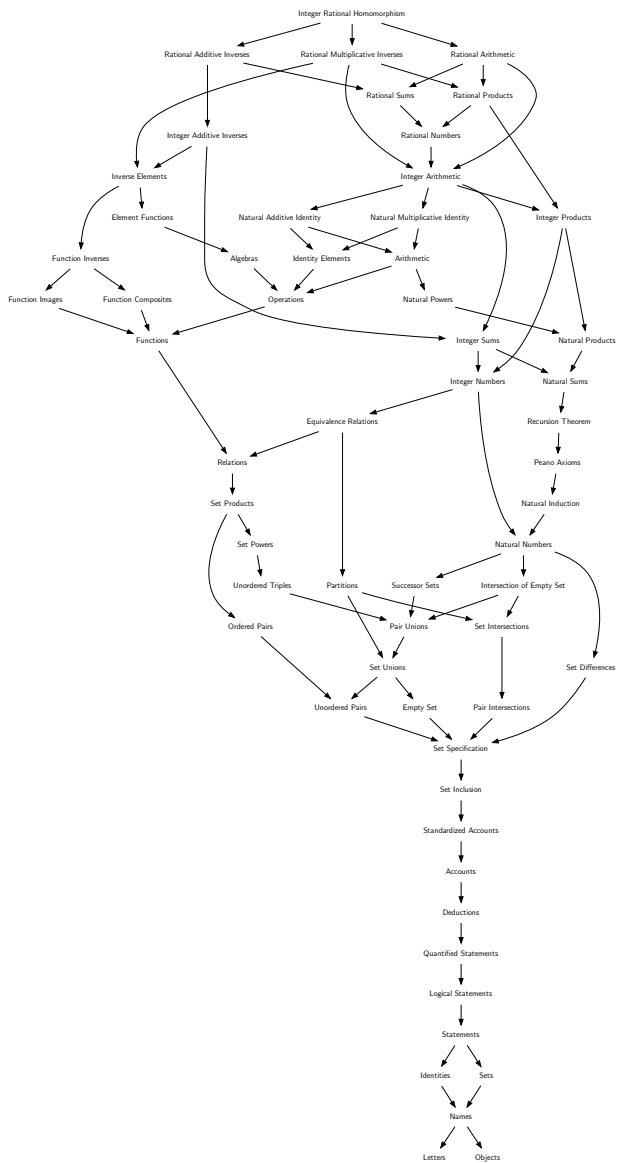 Integer Rational Homomorphism
Rational Additive Inverses Rational Multiplicative Inverses Rational Arithmetic
Rational Sums Rational Products
Integer Additive Inverses Rational Numbers
Inverse Elements Integer Arithmetic
Element Functions Natural Additive Identity Natural Multiplicative Identity Integer Products
Function Inverses Algebras Identity Elements Arithmetic
Function Images Function Composites Operations Natural Powers
Functions Integer Sums Natural Products
Integer Numbers Natural Sums
Equivalence Relations Recursion Theorem
Relations Peano Axioms
Set Products Natural Induction
Set Powers Natural Numbers
Unordered Triples Partitions Successor Sets Intersection of Empty Set
Ordered Pairs Pair Unions Set Intersections
Set Unions Set Differences
Unordered Pairs Empty Set Pair Intersections
Set Specification
Set Inclusion
Standardized Accounts
Accounts
Deductions
Quantified Statements
Logical Statements
Statements
Identities Sets
Names
Letters Objects